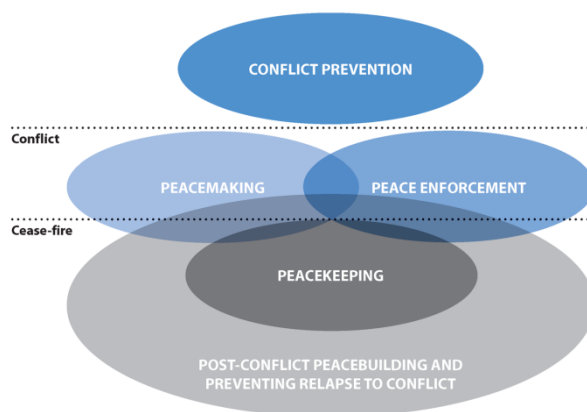 CONFLICT PREVENTION
Conflict
PEACEMAKING
PEACE ENFORCEMENT
Cease-fire
PEACEKEEPING
POST-CONFLICT PEACEBUILDING AND
PREVENTING RELAPSE TO CONFLICT